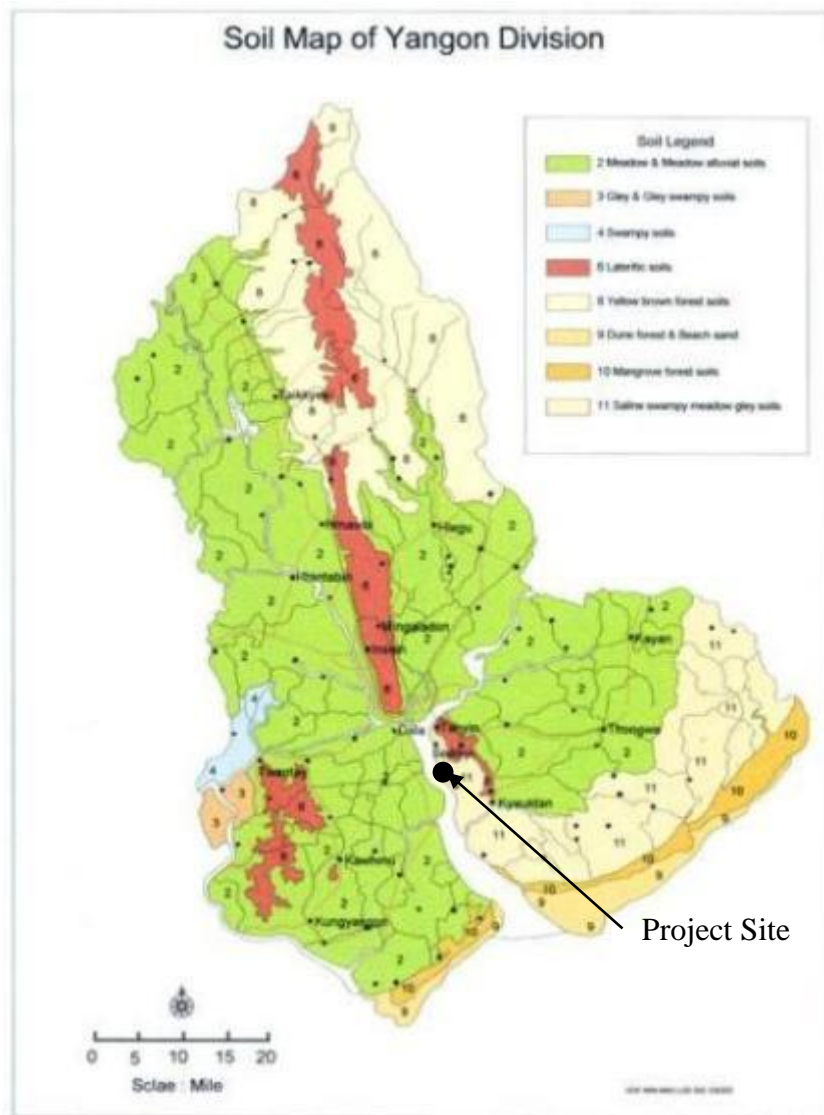 Soil Map of Yangon Division
Soil Legend
2 Meadow & Meadow alluvial soils
3 Gley & Gley swampy soils
4 Swampy soils
6 Lateritic soils
8 Yellow brown forest soils
9 Dune forest & Beach sand
10 Mangrove forest soils
11 Saline swampy meadow gley soils
Taikkyi
Hmawbi
Hlegu
Htantabin
Mingaladon
Insein
Kayan
Thongwa
Dala
Twantay
Kyauktan
Kawhmu
Kungyangon
Project Site
0 5 10 15 20
Sclae : Mile